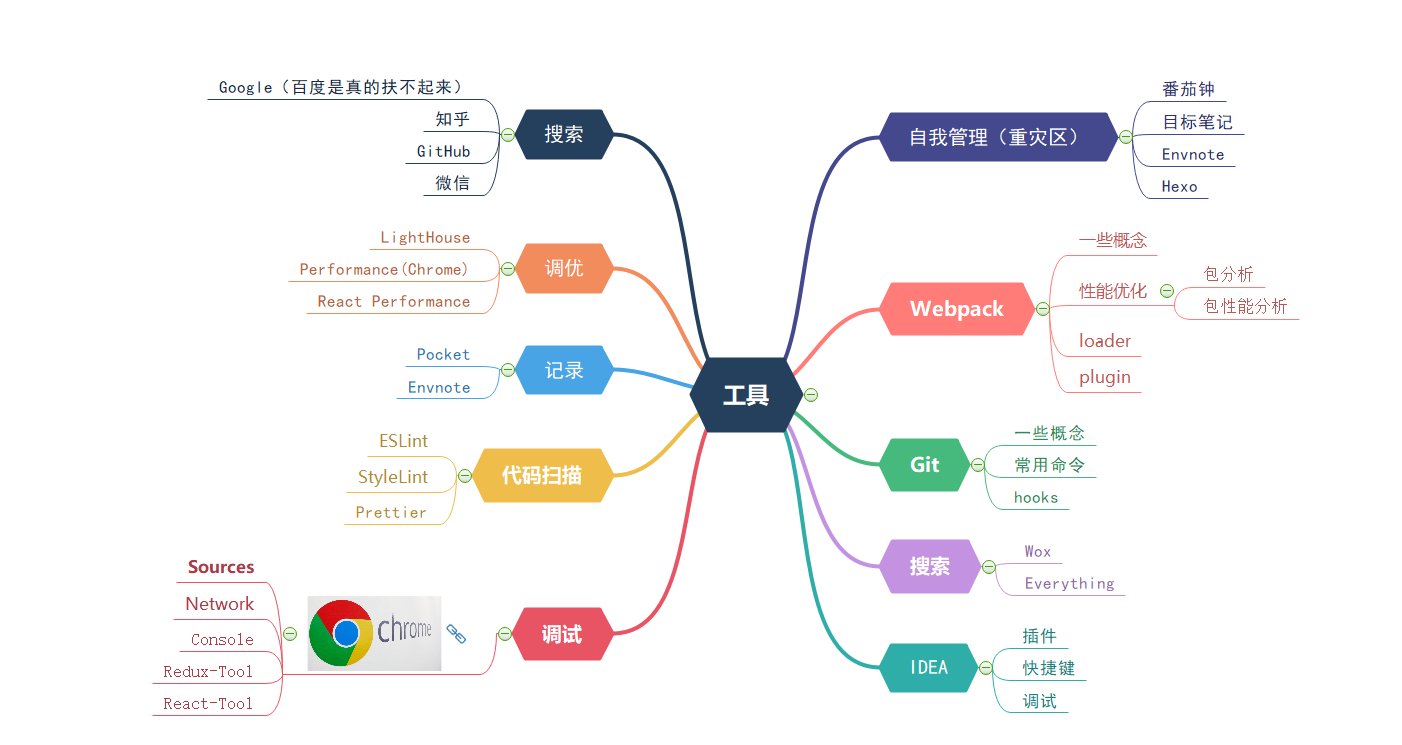 工具
搜索
Google（百度是真的扶不起来）
知乎
GitHub
微信
调优
LightHouse
Performance(Chrome)
React Performance
记录
Pocket
Envnote
代码扫描
ESLint
StyleLint
Prettier
调试
chrome
Sources
Network
Console
Redux-Tool
React-Tool
自我管理（重灾区）
番茄钟
目标笔记
Envnote
Hexo
Webpack
一些概念
性能优化
包分析
包性能分析
loader
plugin
Git
一些概念
常用命令
hooks
搜索
Wox
Everything
IDEA
插件
快捷键
调试